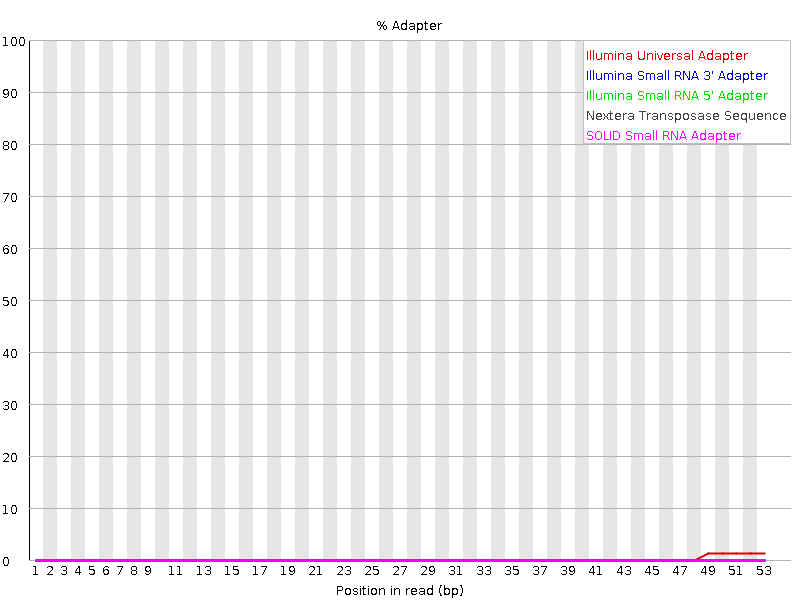 % Adapter
100
90
80
70
60
50
40
30
20
10
0
Illumina Universal Adapter
Illumina Small RNA 3' Adapter
Illumina Small RNA 5' Adapter
Nextera Transposase Sequence
SOLID Small RNA Adapter
1 2 3 4 5 6 7 8 9 11 13 15 17 19 21 23 25 27 29 31 33 35 37 39 41 43 45 47 49 51 53
Position in read (bp)